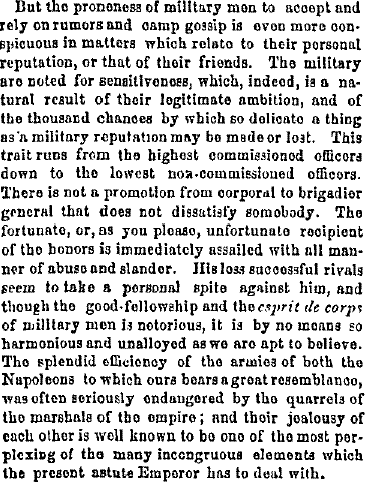 But the proneness of military men to accept and
rely on rumors and camp gossip is even more con-
spicuous in matters which relate to their personal
reputation, or that of their friends. The military
are noted for sensitiveness, which, indeed, is a na-
tural result of their legitimate ambition, and of
the thousand chances by which so delicate a thing
as a military reputation may be made or lost. This
trait runs from the highest commissioned officers
down to the lowest non-commissioned officers.
There is not a promotion from corporal to brigadier
general that does not dissatisfy somebody. The
fortunate, or, as you please, unfortunate recipient
of the honors is immediately assailed with all man-
ner of abuse and slander. His less successful rivals
seem to take a personal spite against him, and
though the good-fellowship and the esprit de corps
of military men is notorious, it is by no means so
harmonious and unalloyed as we are apt to believe.
The splendid efficiency of the armies of both the
Napoleons to which ours bears a great resemblance,
was often seriously endangered by the quarrels of
the marshals of the empire; and their jealousy of
each other is well known to be one of the most per-
plexing of the many incongruous elements which
the present astute Emperor has to deal with.